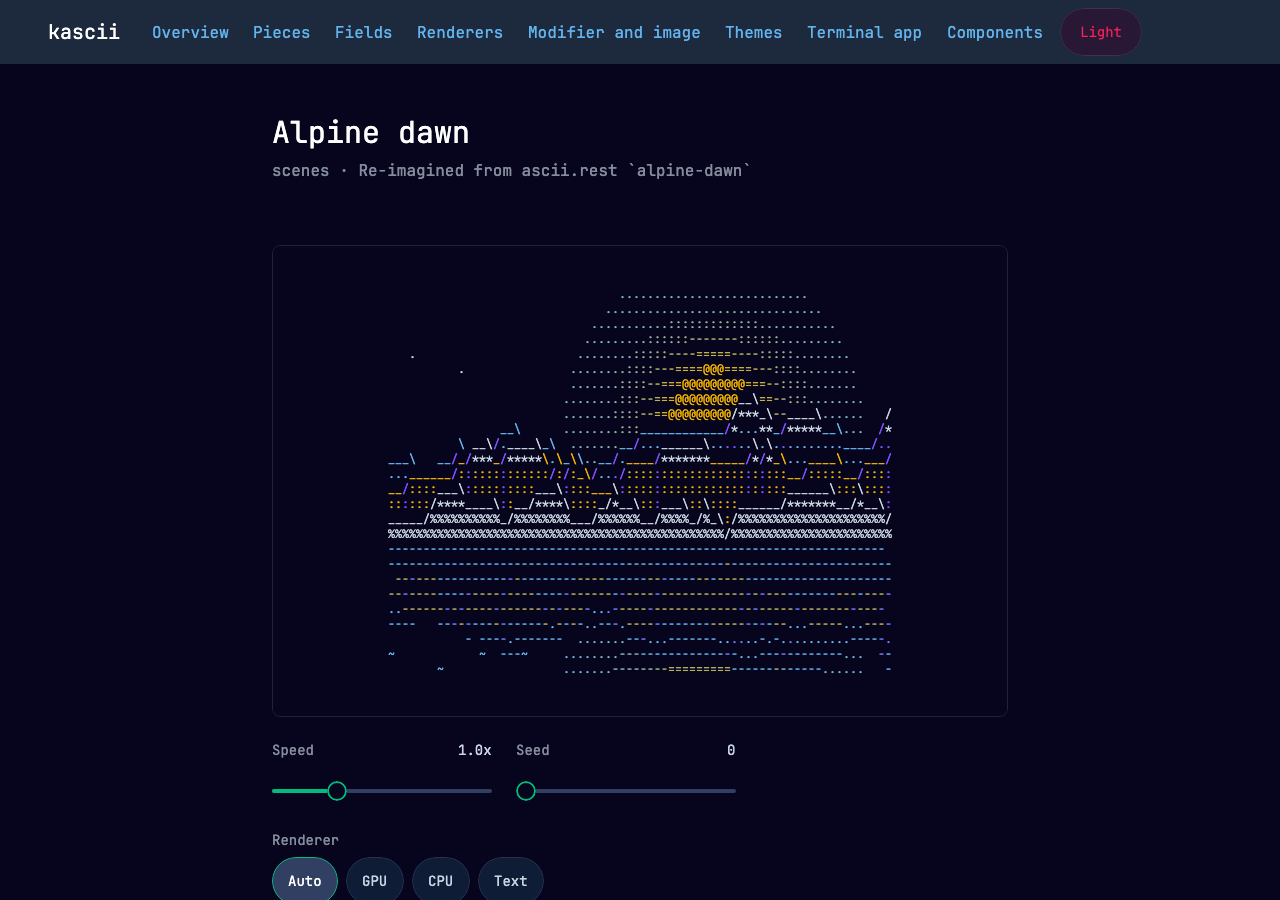 kascii Overview Pieces Fields Renderers Modifier and image Themes Terminal app Components Light
Alpine dawn
scenes · Re-imagined from ascii.rest `alpine-dawn`
Speed 1.0x Seed 0
Renderer
Auto GPU CPU Text